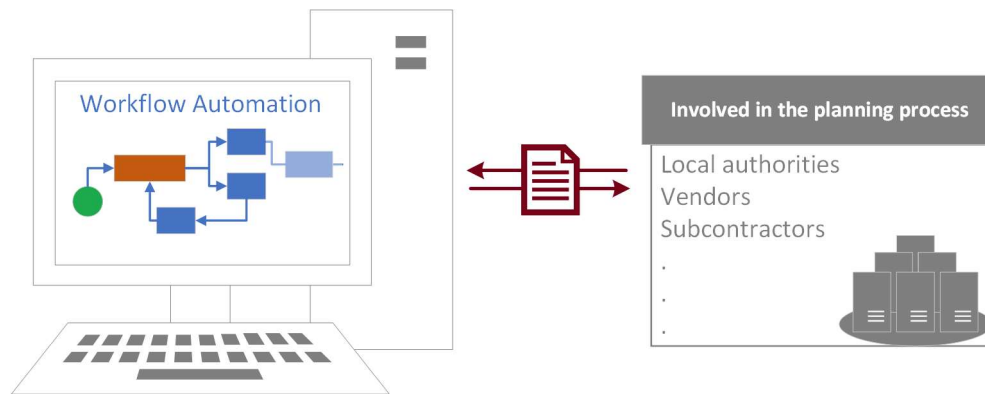 Workflow Automation
Involved in the planning process
Local authorities
Vendors
Subcontractors
.
.
.